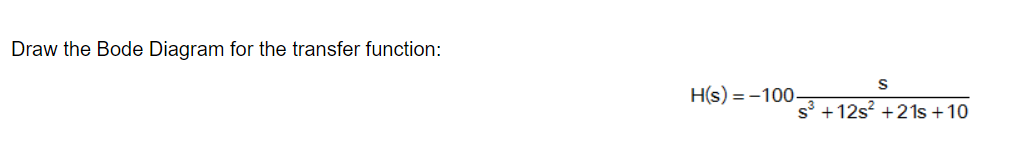 Draw the Bode Diagram for the transfer function:
H(s) = -100 s / (s³ + 12s² + 21s + 10)